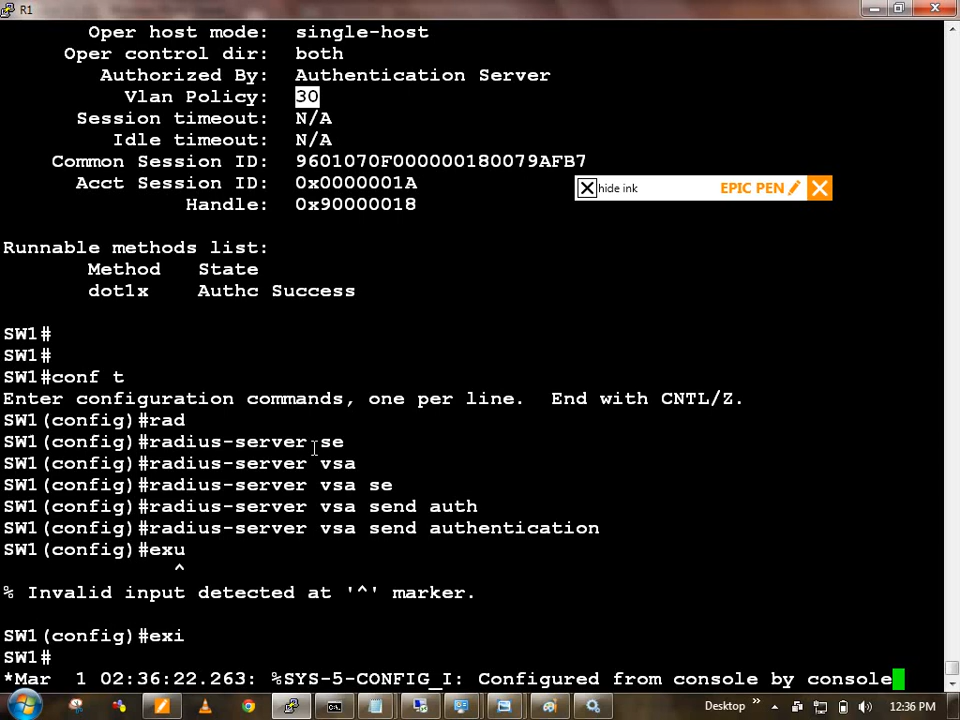 R1
Oper host mode: single-host
Oper control dir: both
Authorized By: Authentication Server
Vlan Policy: 30
Session timeout: N/A
Idle timeout: N/A
Common Session ID: 9601070F000000180079AFB7
Acct Session ID: 0x0000001A
hide ink EPIC PEN
Handle: 0x90000018
Runnable methods list:
Method State
dot1x Authc Success
SW1#
SW1#
SW1#conf t
Enter configuration commands, one per line. End with CNTL/Z.
SW1(config)#rad
SW1(config)#radius-server se
SW1(config)#radius-server vsa
SW1(config)#radius-server vsa se
SW1(config)#radius-server vsa send auth
SW1(config)#radius-server vsa send authentication
SW1(config)#exu
^
% Invalid input detected at '^' marker.
SW1(config)#exi
SW1#
*Mar 1 02:36:22.263: %SYS-5-CONFIG_I: Configured from console by console
Desktop » 12:36 PM